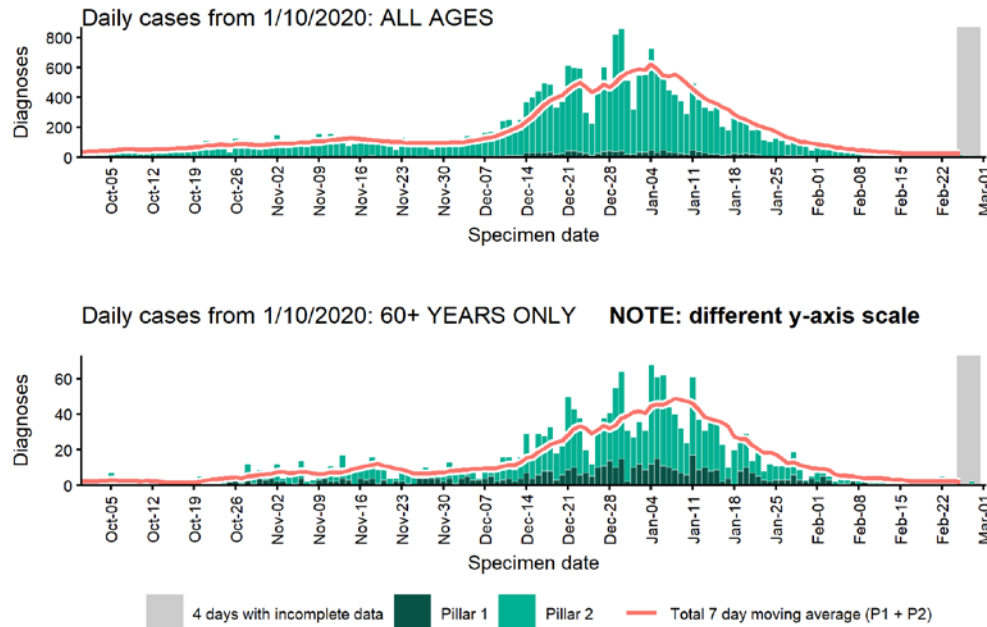 Daily cases from 1/10/2020: ALL AGES
Diagnoses
800
600
400
200
0
Oct-05
Oct-12
Oct-19
Oct-26
Nov-02
Nov-09
Nov-16
Nov-23
Nov-30
Dec-07
Dec-14
Dec-21
Dec-28
Jan-04
Jan-11
Jan-18
Jan-25
Feb-01
Feb-08
Feb-15
Feb-22
Mar-01
Specimen date
Daily cases from 1/10/2020: 60+ YEARS ONLY NOTE: different y-axis scale
Diagnoses
60
40
20
0
Oct-05
Oct-12
Oct-19
Oct-26
Nov-02
Nov-09
Nov-16
Nov-23
Nov-30
Dec-07
Dec-14
Dec-21
Dec-28
Jan-04
Jan-11
Jan-18
Jan-25
Feb-01
Feb-08
Feb-15
Feb-22
Mar-01
Specimen date
4 days with incomplete data Pillar 1 Pillar 2 Total 7 day moving average (P1 + P2)